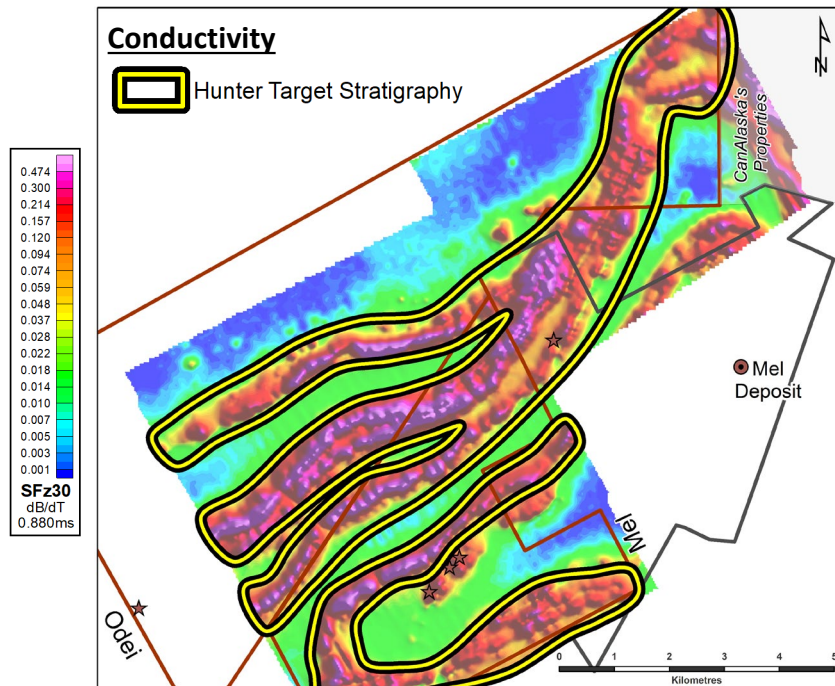 Conductivity
Hunter Target Stratigraphy
N
CanAlaska's
Properties
0.474
0.300
0.214
0.157
0.120
0.094
0.074
0.059
0.048
0.037
0.028
0.022
0.018
0.014
0.010
0.007
0.005
0.003
0.001
SFz30
dB/dT
0.880ms
Mel
Deposit
Mel
Odei
0 1 2 3 4 5
Kilometres